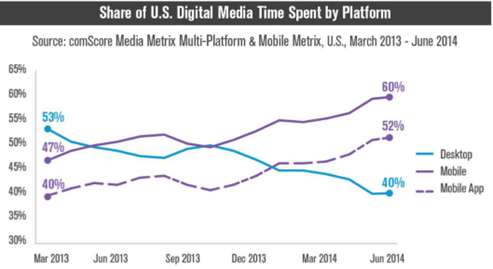 Share of U.S. Digital Media Time Spent by Platform
Source: comScore Media Metrix Multi-Platform & Mobile Metrix, U.S., March 2013 - June 2014
65%
60%
55%
50%
45%
40%
35%
30%
53%
47%
40%
60%
52%
40%
Desktop
Mobile
Mobile App
Mar 2013 Jun 2013 Sep 2013 Dec 2013 Mar 2014 Jun 2014